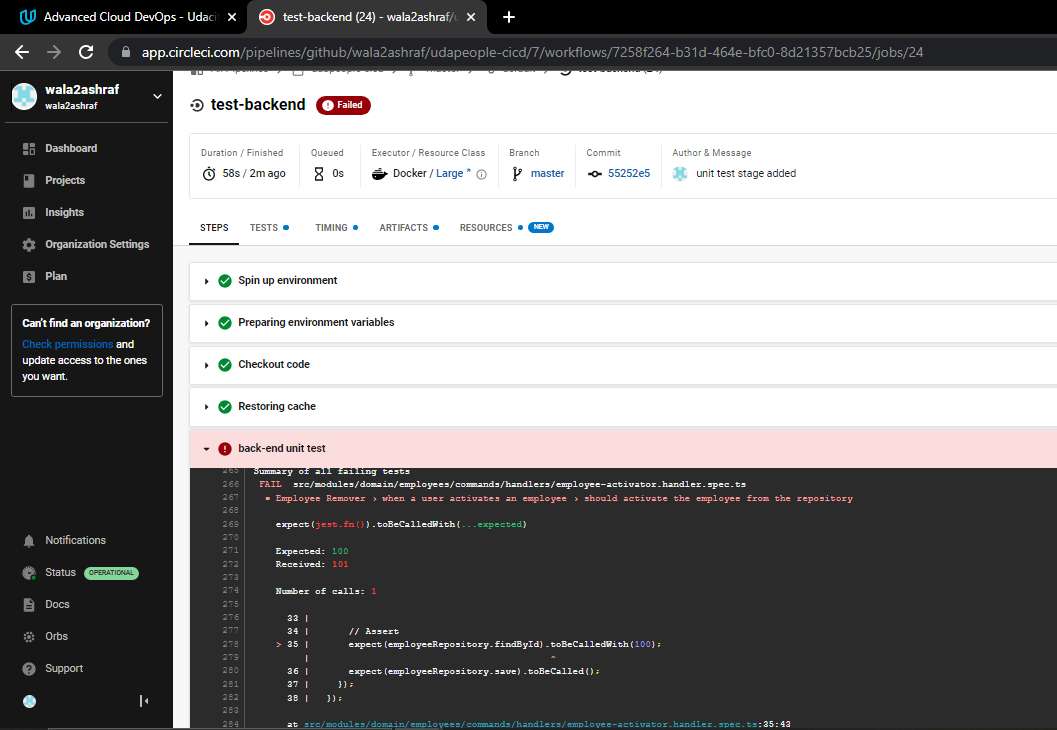 Advanced Cloud DevOps - Udaci
test-backend (24) - wala2ashraf/u
app.circleci.com/pipelines/github/wala2ashraf/udapeople-cicd/7/workflows/7258f264-b31d-464e-bfc0-8d21357bcb25/jobs/24
wala2ashraf
wala2ashraf
Dashboard
Projects
Insights
Organization Settings
Plan
Can't find an organization?
Check permissions and
update access to the ones
you want.
Notifications
Status OPERATIONAL
Docs
Orbs
Support
test-backend Failed
Duration / Finished
58s / 2m ago
Queued
0s
Executor / Resource Class
Docker / Large *
Branch
master
Commit
55252e5
Author & Message
unit test stage added
STEPS TESTS TIMING ARTIFACTS RESOURCES NEW
Spin up environment
Preparing environment variables
Checkout code
Restoring cache
back-end unit test
265 Summary of all failing tests
266 FAIL src/modules/domain/employees/commands/handlers/employee-activator.handler.spec.ts
267 ● Employee Remover › when a user activates an employee › should activate the employee from the repository
268
269 expect(jest.fn()).toBeCalledWith(...expected)
270
271 Expected: 100
272 Received: 101
273
274 Number of calls: 1
275
276 33 |
277 34 | // Assert
278 > 35 | expect(employeeRepository.findById).toBeCalledWith(100);
279 | ^
280 36 | expect(employeeRepository.save).toBeCalled();
281 37 | });
282 38 | });
283
284 at src/modules/domain/employees/commands/handlers/employee-activator.handler.spec.ts:35:43